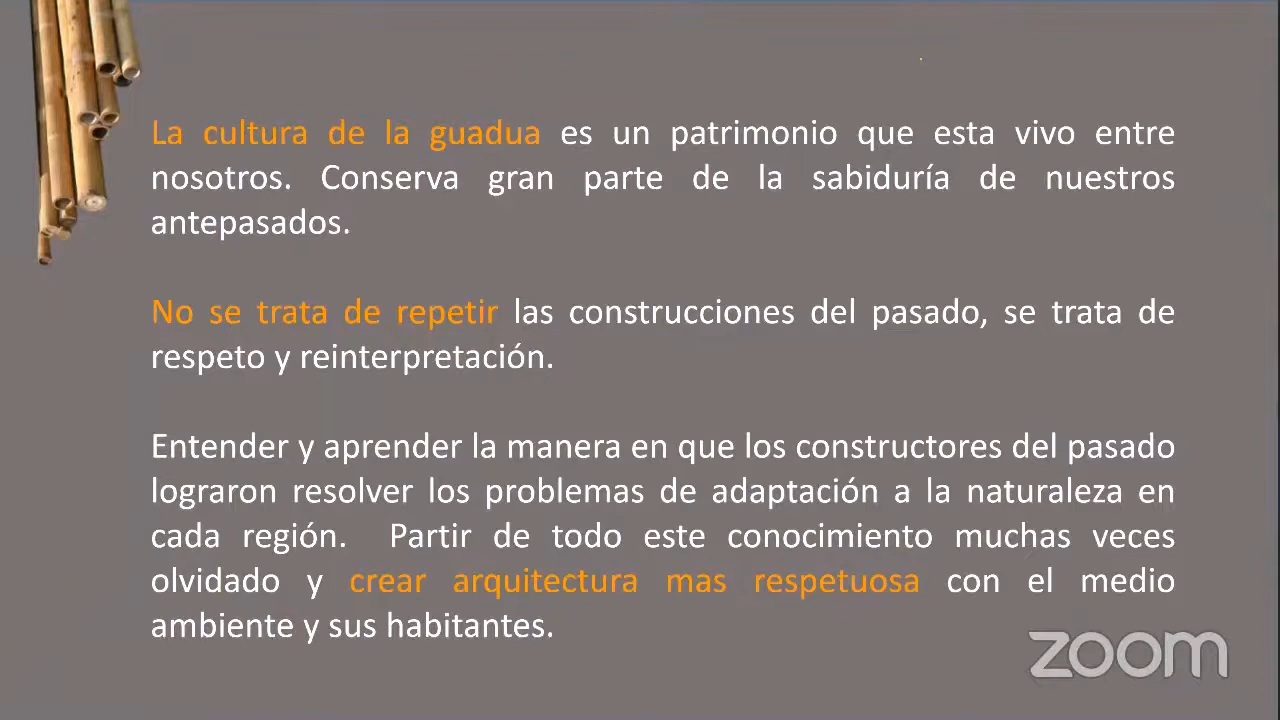 La cultura de la guadua es un patrimonio que esta vivo entre
nosotros. Conserva gran parte de la sabiduría de nuestros
antepasados.
No se trata de repetir las construcciones del pasado, se trata de
respeto y reinterpretación.
Entender y aprender la manera en que los constructores del pasado
lograron resolver los problemas de adaptación a la naturaleza en
cada región. Partir de todo este conocimiento muchas veces
olvidado y crear arquitectura mas respetuosa con el medio
ambiente y sus habitantes.
zoom